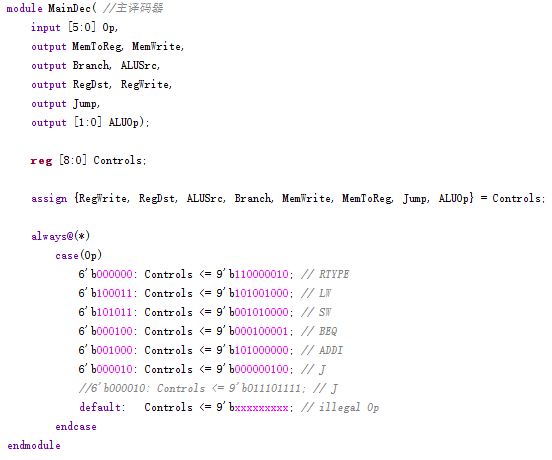 module MainDec( //主译码器
input [5:0] Op,
output MemToReg, MemWrite,
output Branch, ALUSrc,
output RegDst, RegWrite,
output Jump,
output [1:0] ALUOp);
reg [8:0] Controls;
assign {RegWrite, RegDst, ALUSrc, Branch, MemWrite, MemToReg, Jump, ALUOp} = Controls;
always@(*)
case(Op)
6'b000000: Controls <= 9'b110000010; // RTYPE
6'b100011: Controls <= 9'b101001000; // LW
6'b101011: Controls <= 9'b001010000; // SW
6'b000100: Controls <= 9'b000100001; // BEQ
6'b001000: Controls <= 9'b101000000; // ADDI
6'b000010: Controls <= 9'b000000100; // J
//6'b000010: Controls <= 9'b011101111; // J
default: Controls <= 9'bxxxxxxxxx; // illegal Op
endcase
endmodule